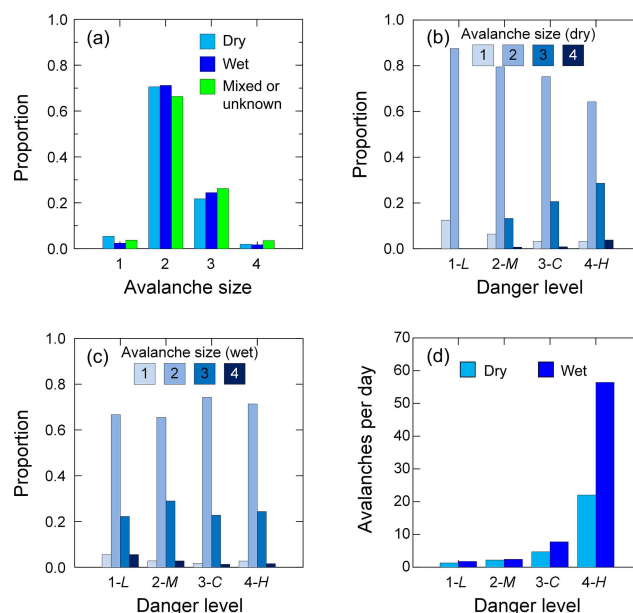 (a)
Proportion
1.0
0.8
0.6
0.4
0.2
0.0
Dry
Wet
Mixed or
unknown
1 2 3 4
Avalanche size
(b)
Avalanche size (dry)
1 2 3 4
Proportion
1.0
0.8
0.6
0.4
0.2
0.0
1-L 2-M 3-C 4-H
Danger level
(c)
Avalanche size (wet)
1 2 3 4
Proportion
1.0
0.8
0.6
0.4
0.2
0.0
1-L 2-M 3-C 4-H
Danger level
(d)
Dry Wet
Avalanches per day
70
60
50
40
30
20
10
0
1-L 2-M 3-C 4-H
Danger level